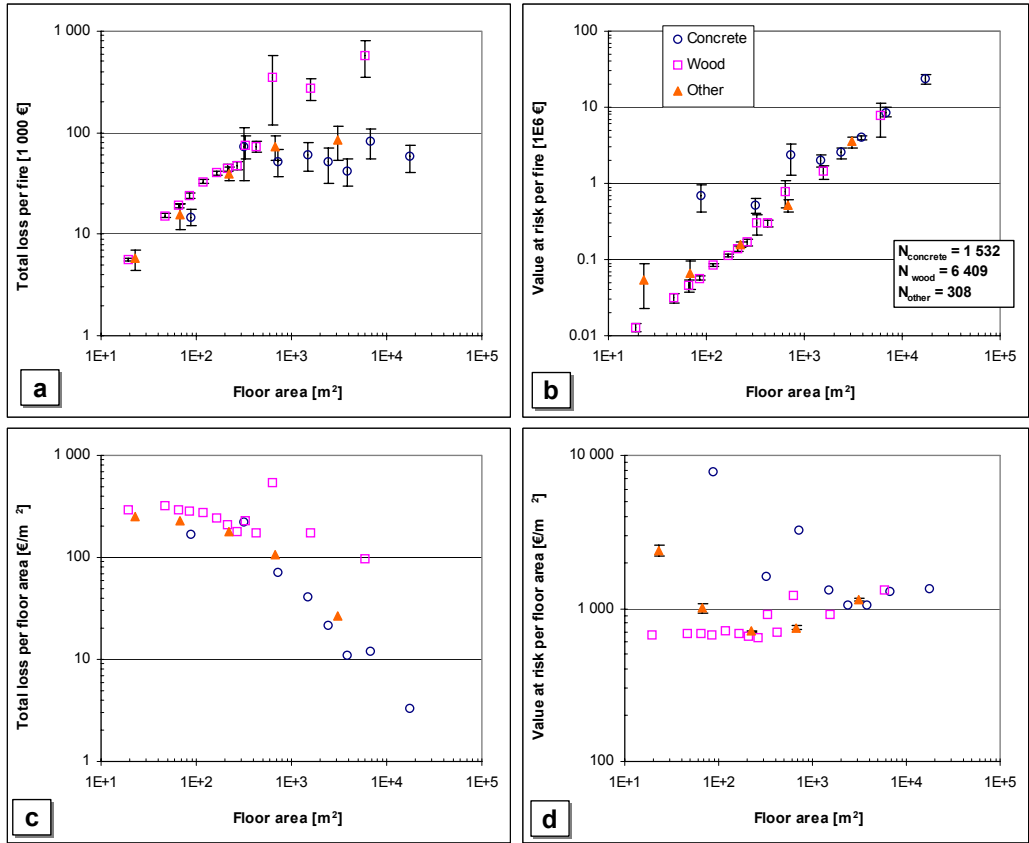 Total loss per fire [1 000 €]
1 000
100
10
1
1E+1 1E+2 1E+3 1E+4 1E+5
Floor area [m²]
a
Value at risk per fire [1E6 €]
100
10
1
0.1
0.01
1E+1 1E+2 1E+3 1E+4 1E+5
Floor area [m²]
Concrete
Wood
Other
N concrete = 1 532
N wood = 6 409
N other = 308
b
Total loss per floor area [€/m ²]
1 000
100
10
1
1E+1 1E+2 1E+3 1E+4 1E+5
Floor area [m²]
c
Value at risk per floor area [€/m ²]
10 000
1 000
100
1E+1 1E+2 1E+3 1E+4 1E+5
Floor area [m²]
d